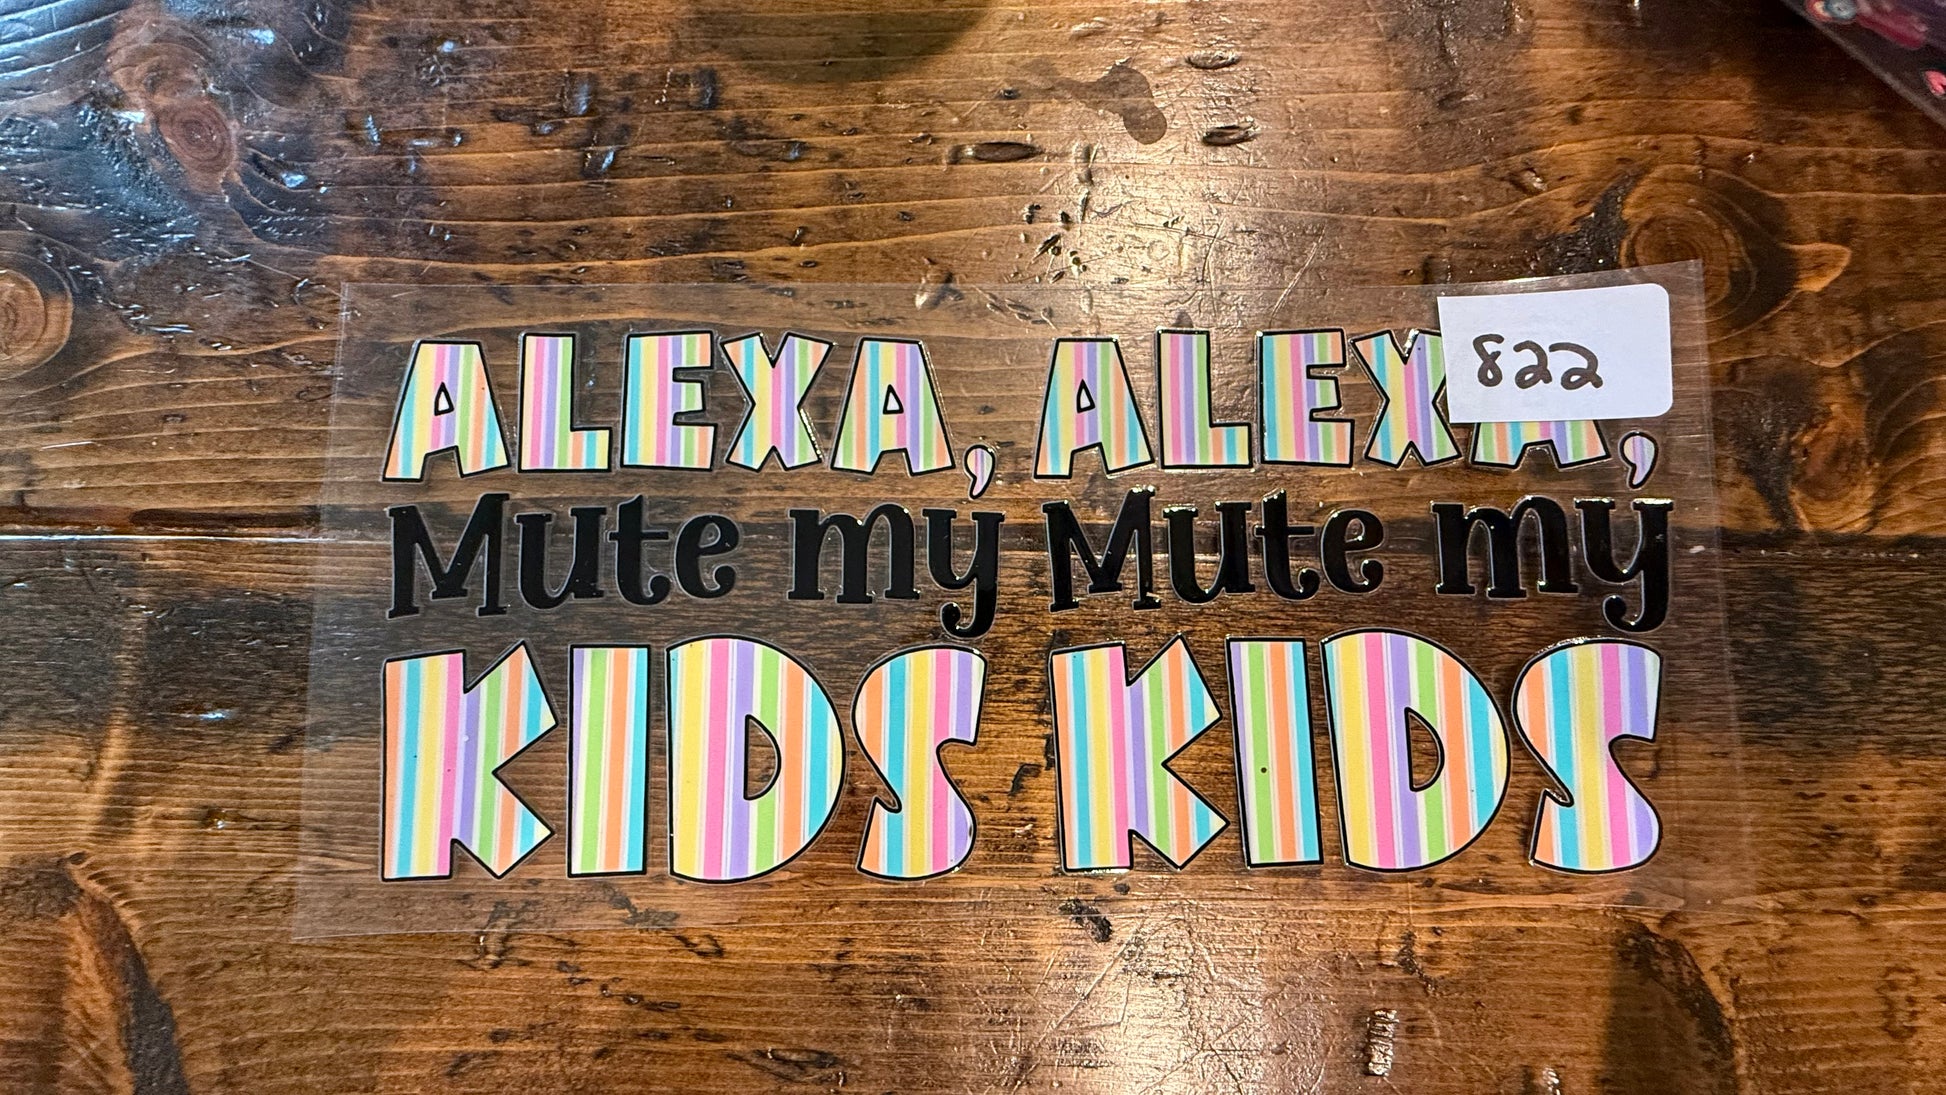 ALEXA, ALEXA,
822
Mute my Mute my
KIDS KIDS